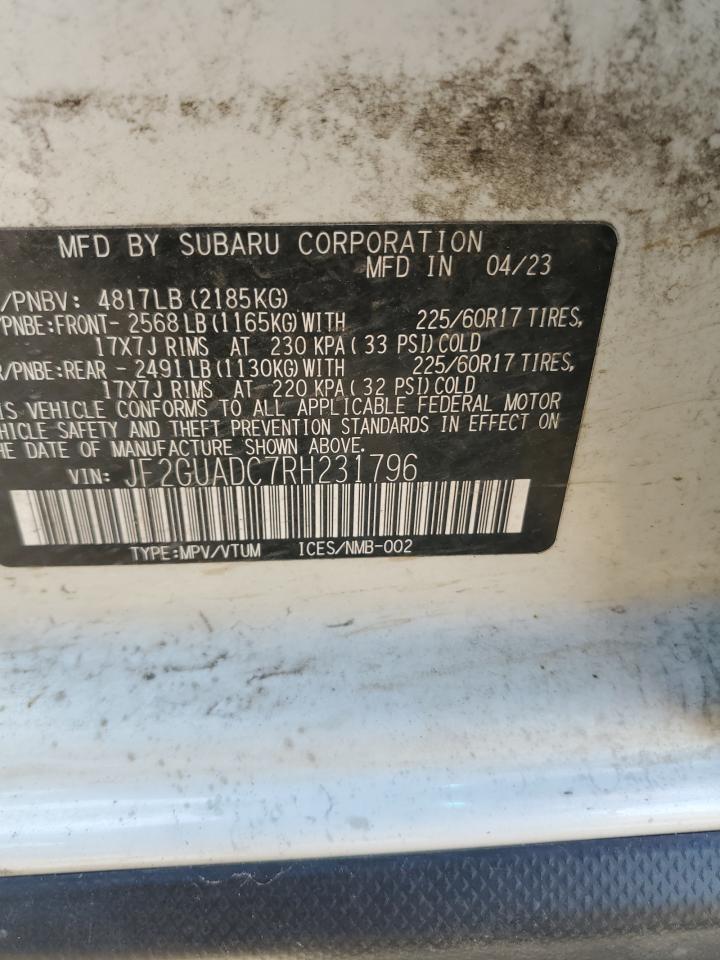 MFD BY SUBARU CORPORATION
MFD IN 04/23
/PNBV: 4817LB (2185KG)
/PNBE:FRONT- 2568 LB (1165KG) WITH 225/60R17 TIRES,
17X7J RIMS AT 230 KPA ( 33 PSI) COLD
R/PNBE:REAR - 2491 LB (1130KG) WITH 225/60R17 TIRES,
17X7J RIMS AT 220 KPA ( 32 PSI) COLD
IS VEHICLE CONFORMS TO ALL APPLICABLE FEDERAL MOTOR
EHICLE SAFETY AND THEFT PREVENTION STANDARDS IN EFFECT ON
HE DATE OF MANUFACTURE SHOWN ABOVE.
VIN: JF2GUADC7RH231796
TYPE:MPV/VTUM ICES/NMB-002